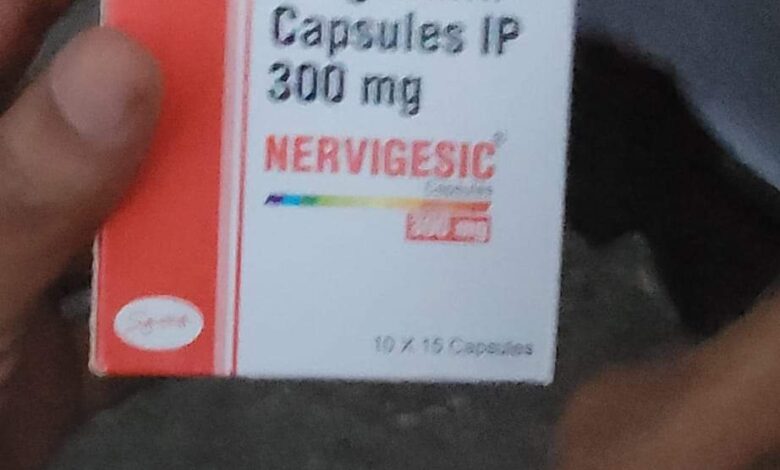 Capsules IP
300 mg
NERVIGESIC®
Capsules
300 mg
10 X 15 Capsules